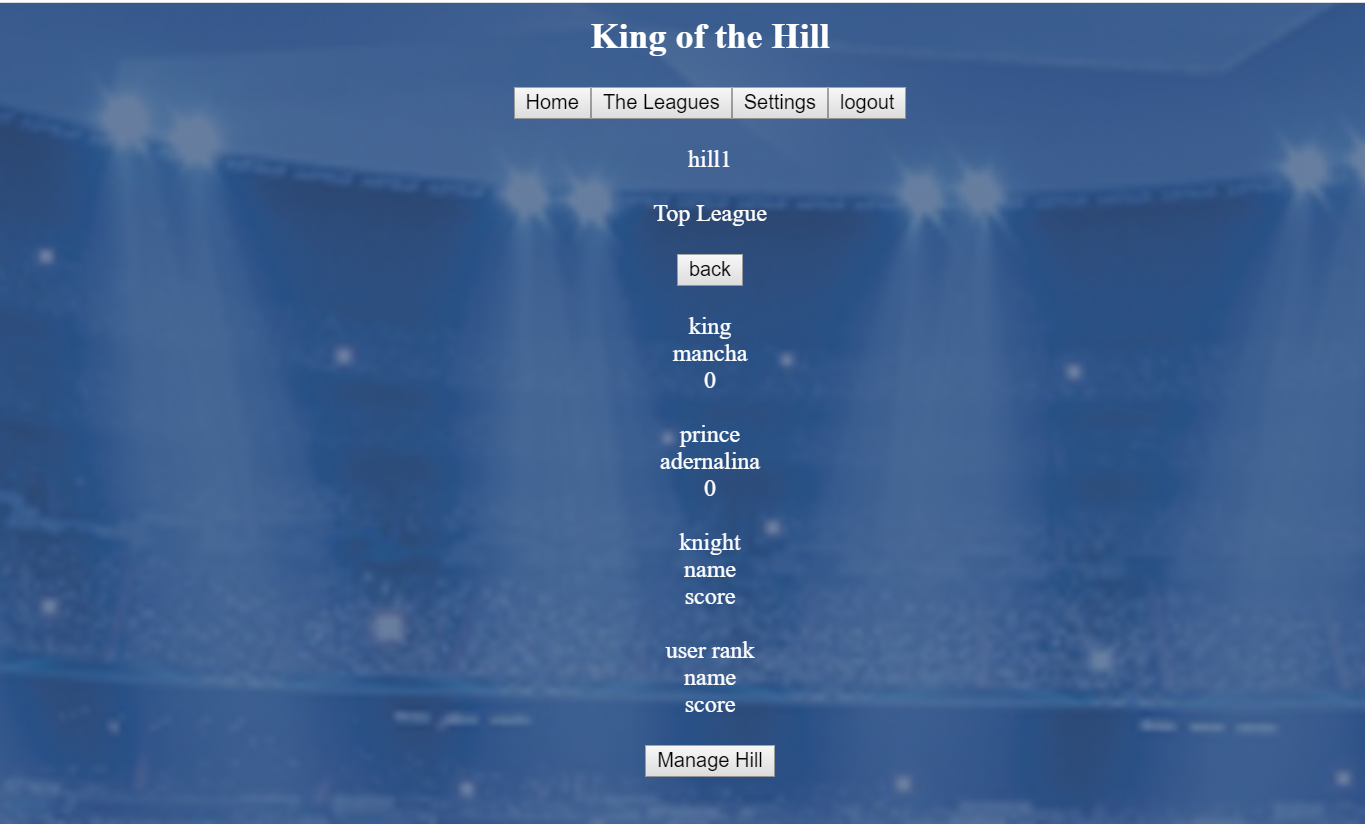 King of the Hill
Home The Leagues Settings logout
hill1
Top League
back
king
mancha
0
prince
adernalina
0
knight
name
score
user rank
name
score
Manage Hill